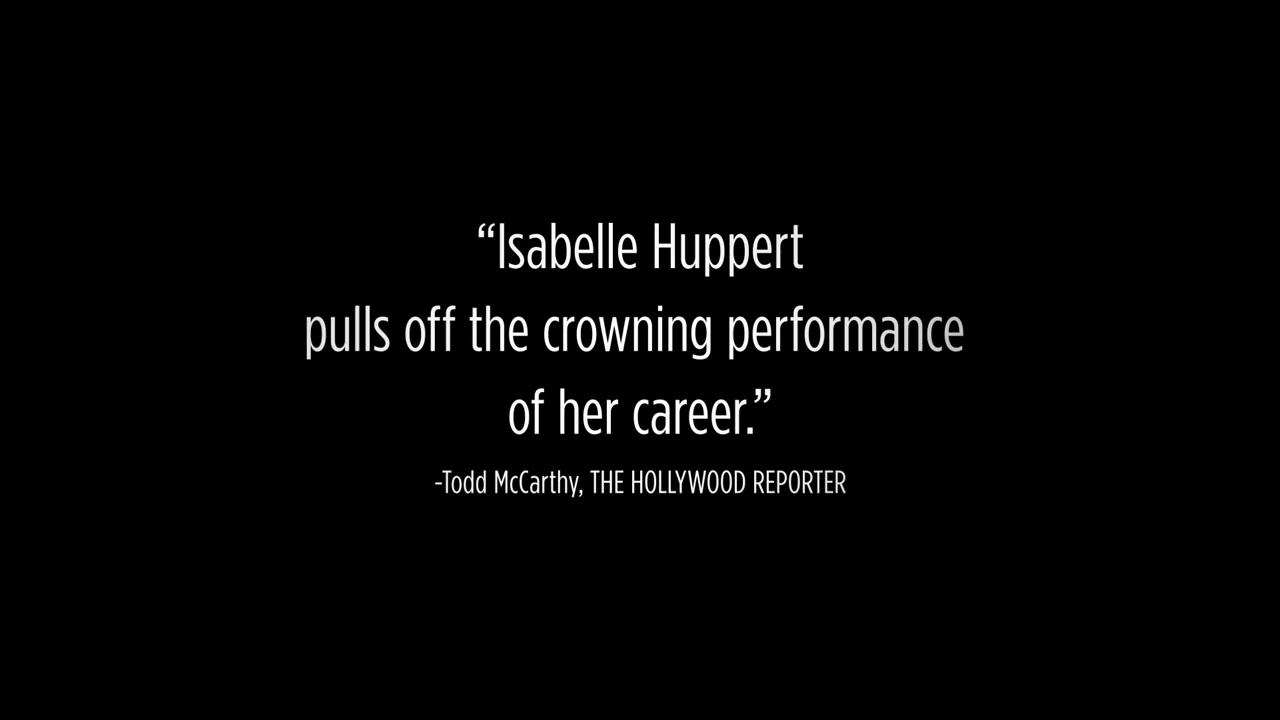 “Isabelle Huppert
pulls off the crowning performance
of her career.”
-Todd McCarthy, THE HOLLYWOOD REPORTER